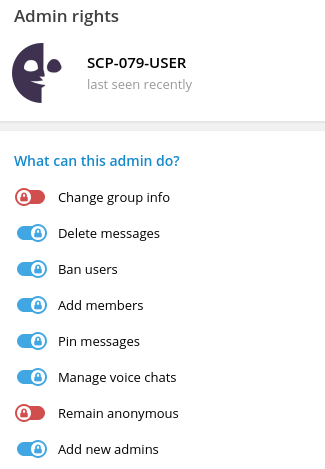 Admin rights
SCP-079-USER
last seen recently
What can this admin do?
Change group info
Delete messages
Ban users
Add members
Pin messages
Manage voice chats
Remain anonymous
Add new admins